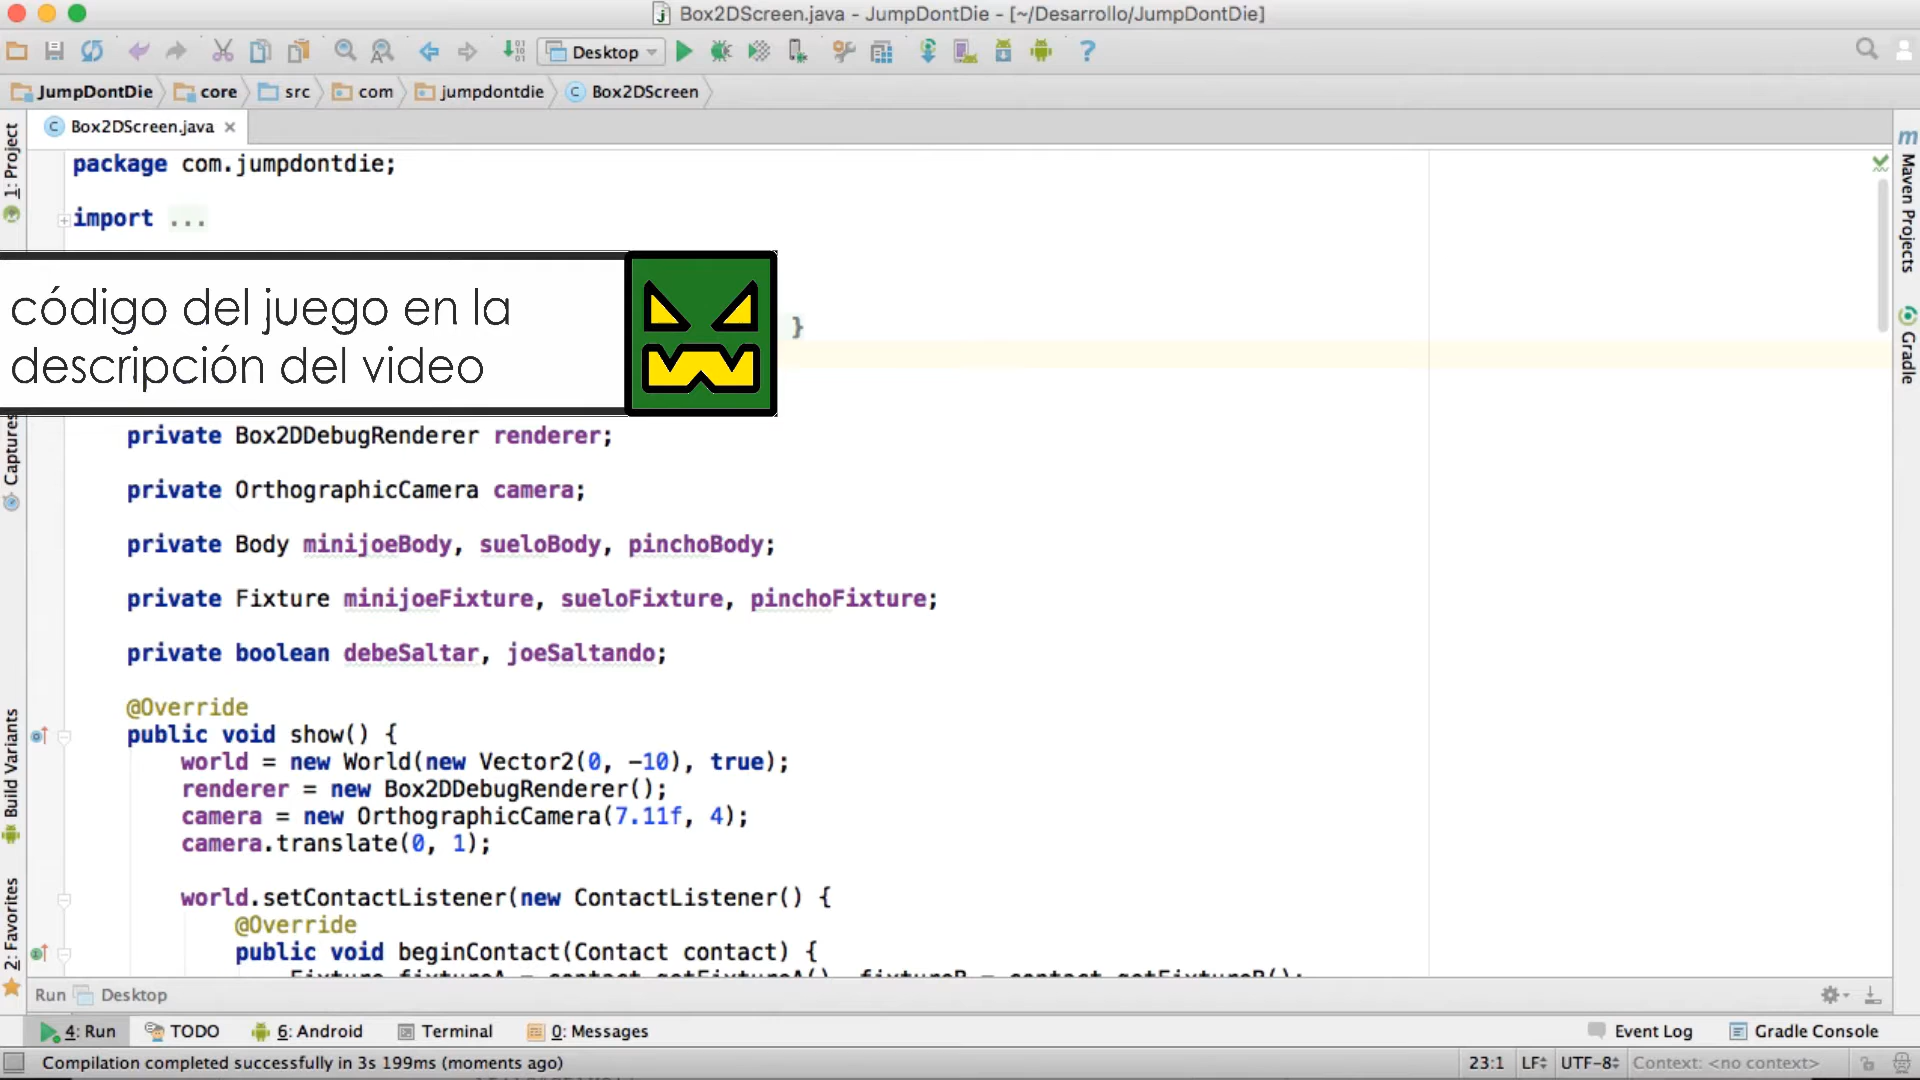 Box2DScreen.java - JumpDontDie - [~/Desarrollo/JumpDontDie]
Desktop
JumpDontDie core src com jumpdontdie Box2DScreen
Box2DScreen.java
1: Project
Captures
Build Variants
2: Favorites
Maven Projects
Gradle
package com.jumpdontdie;
import ...
código del juego en la
descripción del video
}
private Box2DDebugRenderer renderer;
private OrthographicCamera camera;
private Body minijoeBody, sueloBody, pinchoBody;
private Fixture minijoeFixture, sueloFixture, pinchoFixture;
private boolean debeSaltar, joeSaltando;
@Override
public void show() {
world = new World(new Vector2(0, -10), true);
renderer = new Box2DDebugRenderer();
camera = new OrthographicCamera(7.11f, 4);
camera.translate(0, 1);
world.setContactListener(new ContactListener() {
@Override
public void beginContact(Contact contact) {
Fixture fixtureA = contact.getFixtureA(), fixtureB = contact.getFixtureB();
Run Desktop
4: Run TODO 6: Android Terminal 0: Messages Event Log Gradle Console
Compilation completed successfully in 3s 199ms (moments ago) 23:1 LF UTF-8 Context: <no context>